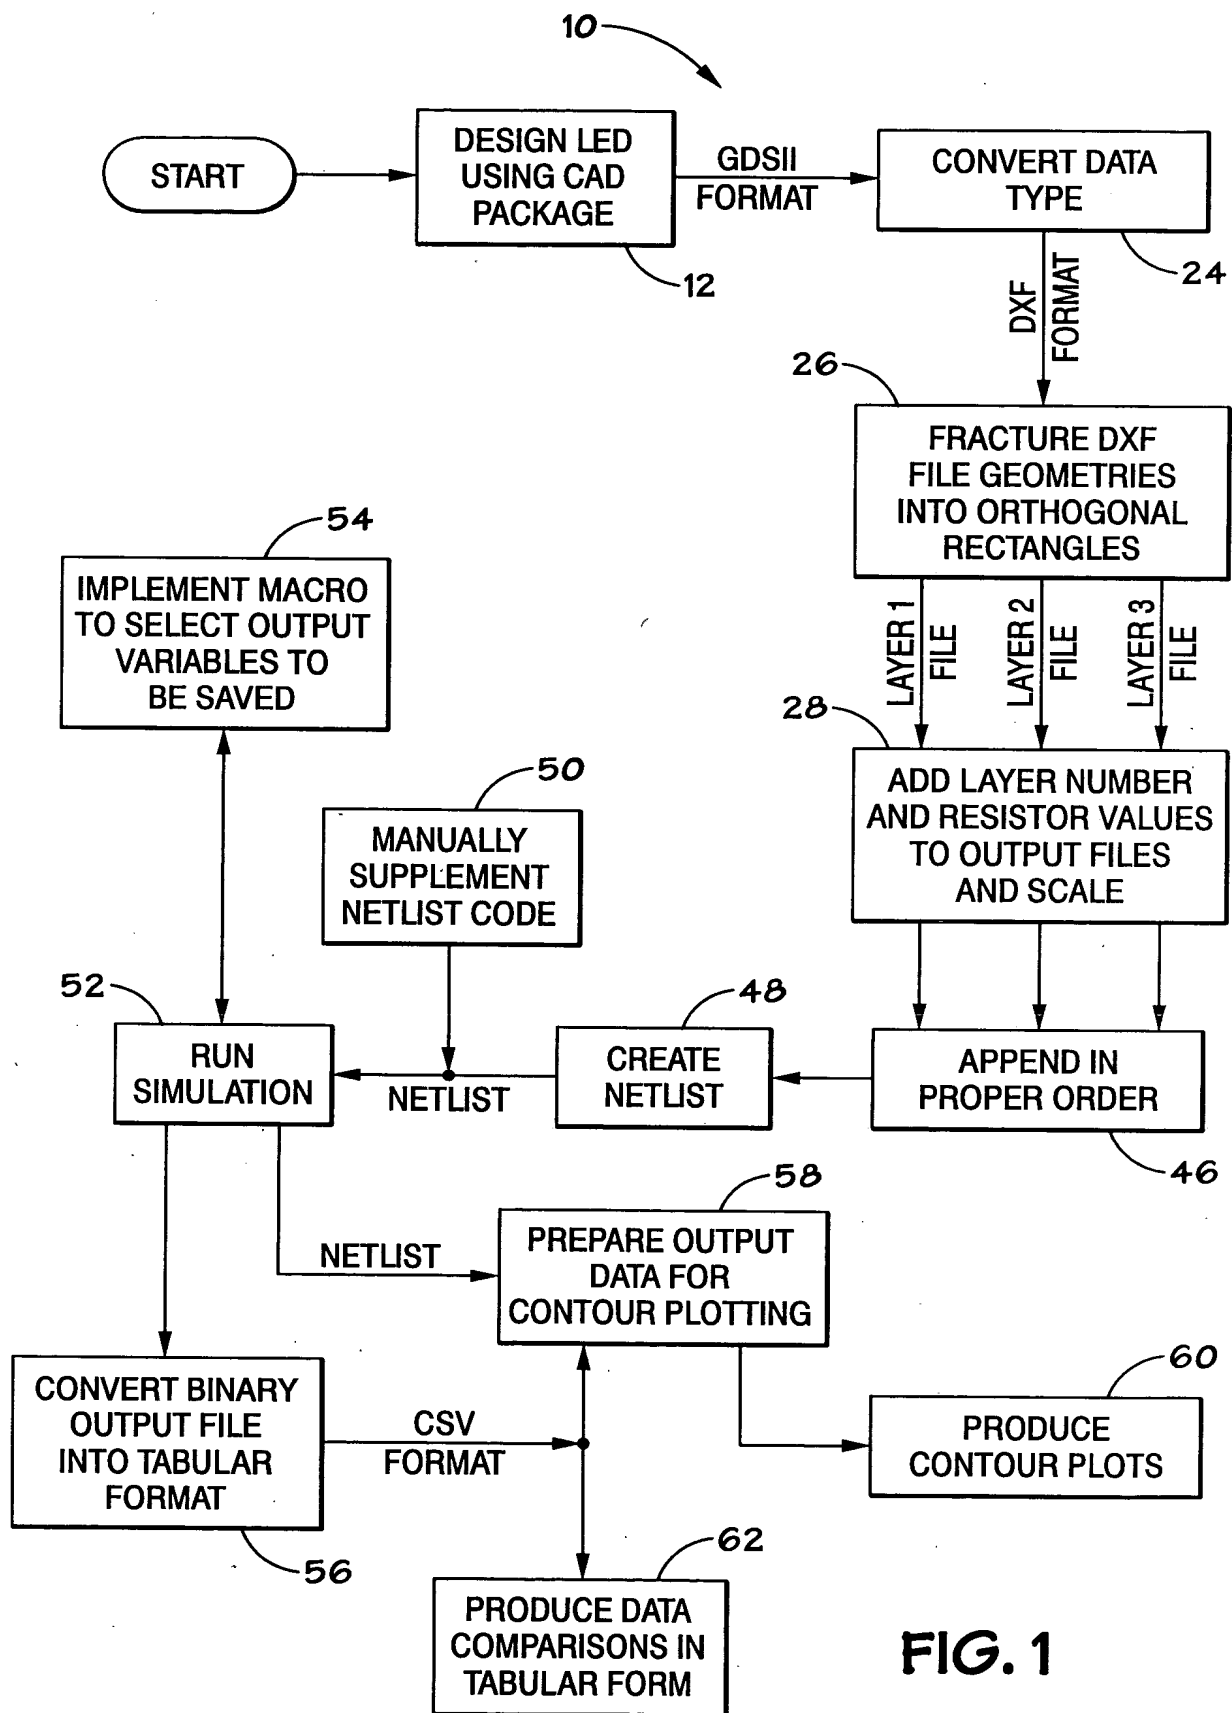 10
START
DESIGN LED
USING CAD
PACKAGE
12
GDSII
FORMAT
CONVERT DATA
TYPE
24
DXF
FORMAT
26
FRACTURE DXF
FILE GEOMETRIES
INTO ORTHOGONAL
RECTANGLES
LAYER 1
FILE
LAYER 2
FILE
LAYER 3
FILE
28
ADD LAYER NUMBER
AND RESISTOR VALUES
TO OUTPUT FILES
AND SCALE
54
IMPLEMENT MACRO
TO SELECT OUTPUT
VARIABLES TO
BE SAVED
50
MANUALLY
SUPPLEMENT
NETLIST CODE
52
RUN
SIMULATION
NETLIST
48
CREATE
NETLIST
APPEND IN
PROPER ORDER
46
NETLIST
58
PREPARE OUTPUT
DATA FOR
CONTOUR PLOTTING
60
PRODUCE
CONTOUR PLOTS
CONVERT BINARY
OUTPUT FILE
INTO TABULAR
FORMAT
56
CSV
FORMAT
62
PRODUCE DATA
COMPARISONS IN
TABULAR FORM
FIG. 1